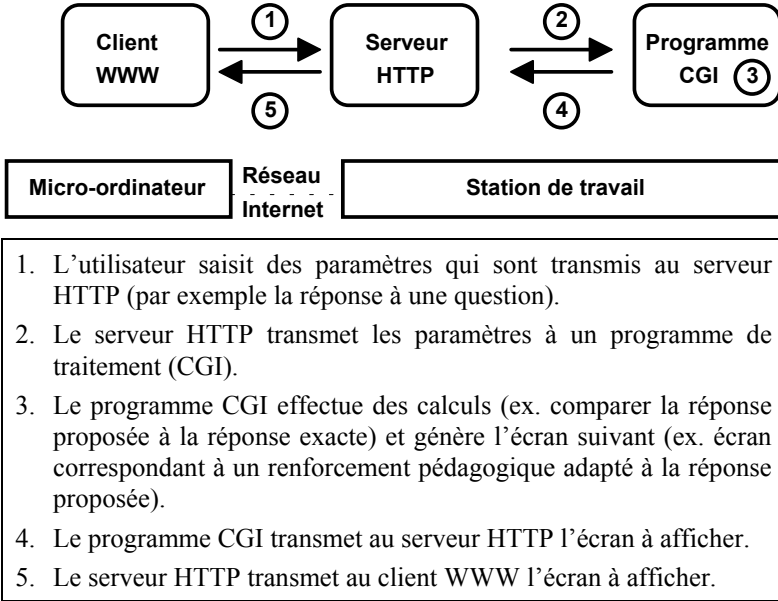 1
2
Client
WWW
Serveur
HTTP
Programme
CGI 3
5
4
Micro-ordinateur
Réseau
Internet
Station de travail
1. L’utilisateur saisit des paramètres qui sont transmis au serveur
HTTP (par exemple la réponse à une question).
2. Le serveur HTTP transmet les paramètres à un programme de
traitement (CGI).
3. Le programme CGI effectue des calculs (ex. comparer la réponse
proposée à la réponse exacte) et génère l’écran suivant (ex. écran
correspondant à un renforcement pédagogique adapté à la réponse
proposée).
4. Le programme CGI transmet au serveur HTTP l’écran à afficher.
5. Le serveur HTTP transmet au client WWW l’écran à afficher.